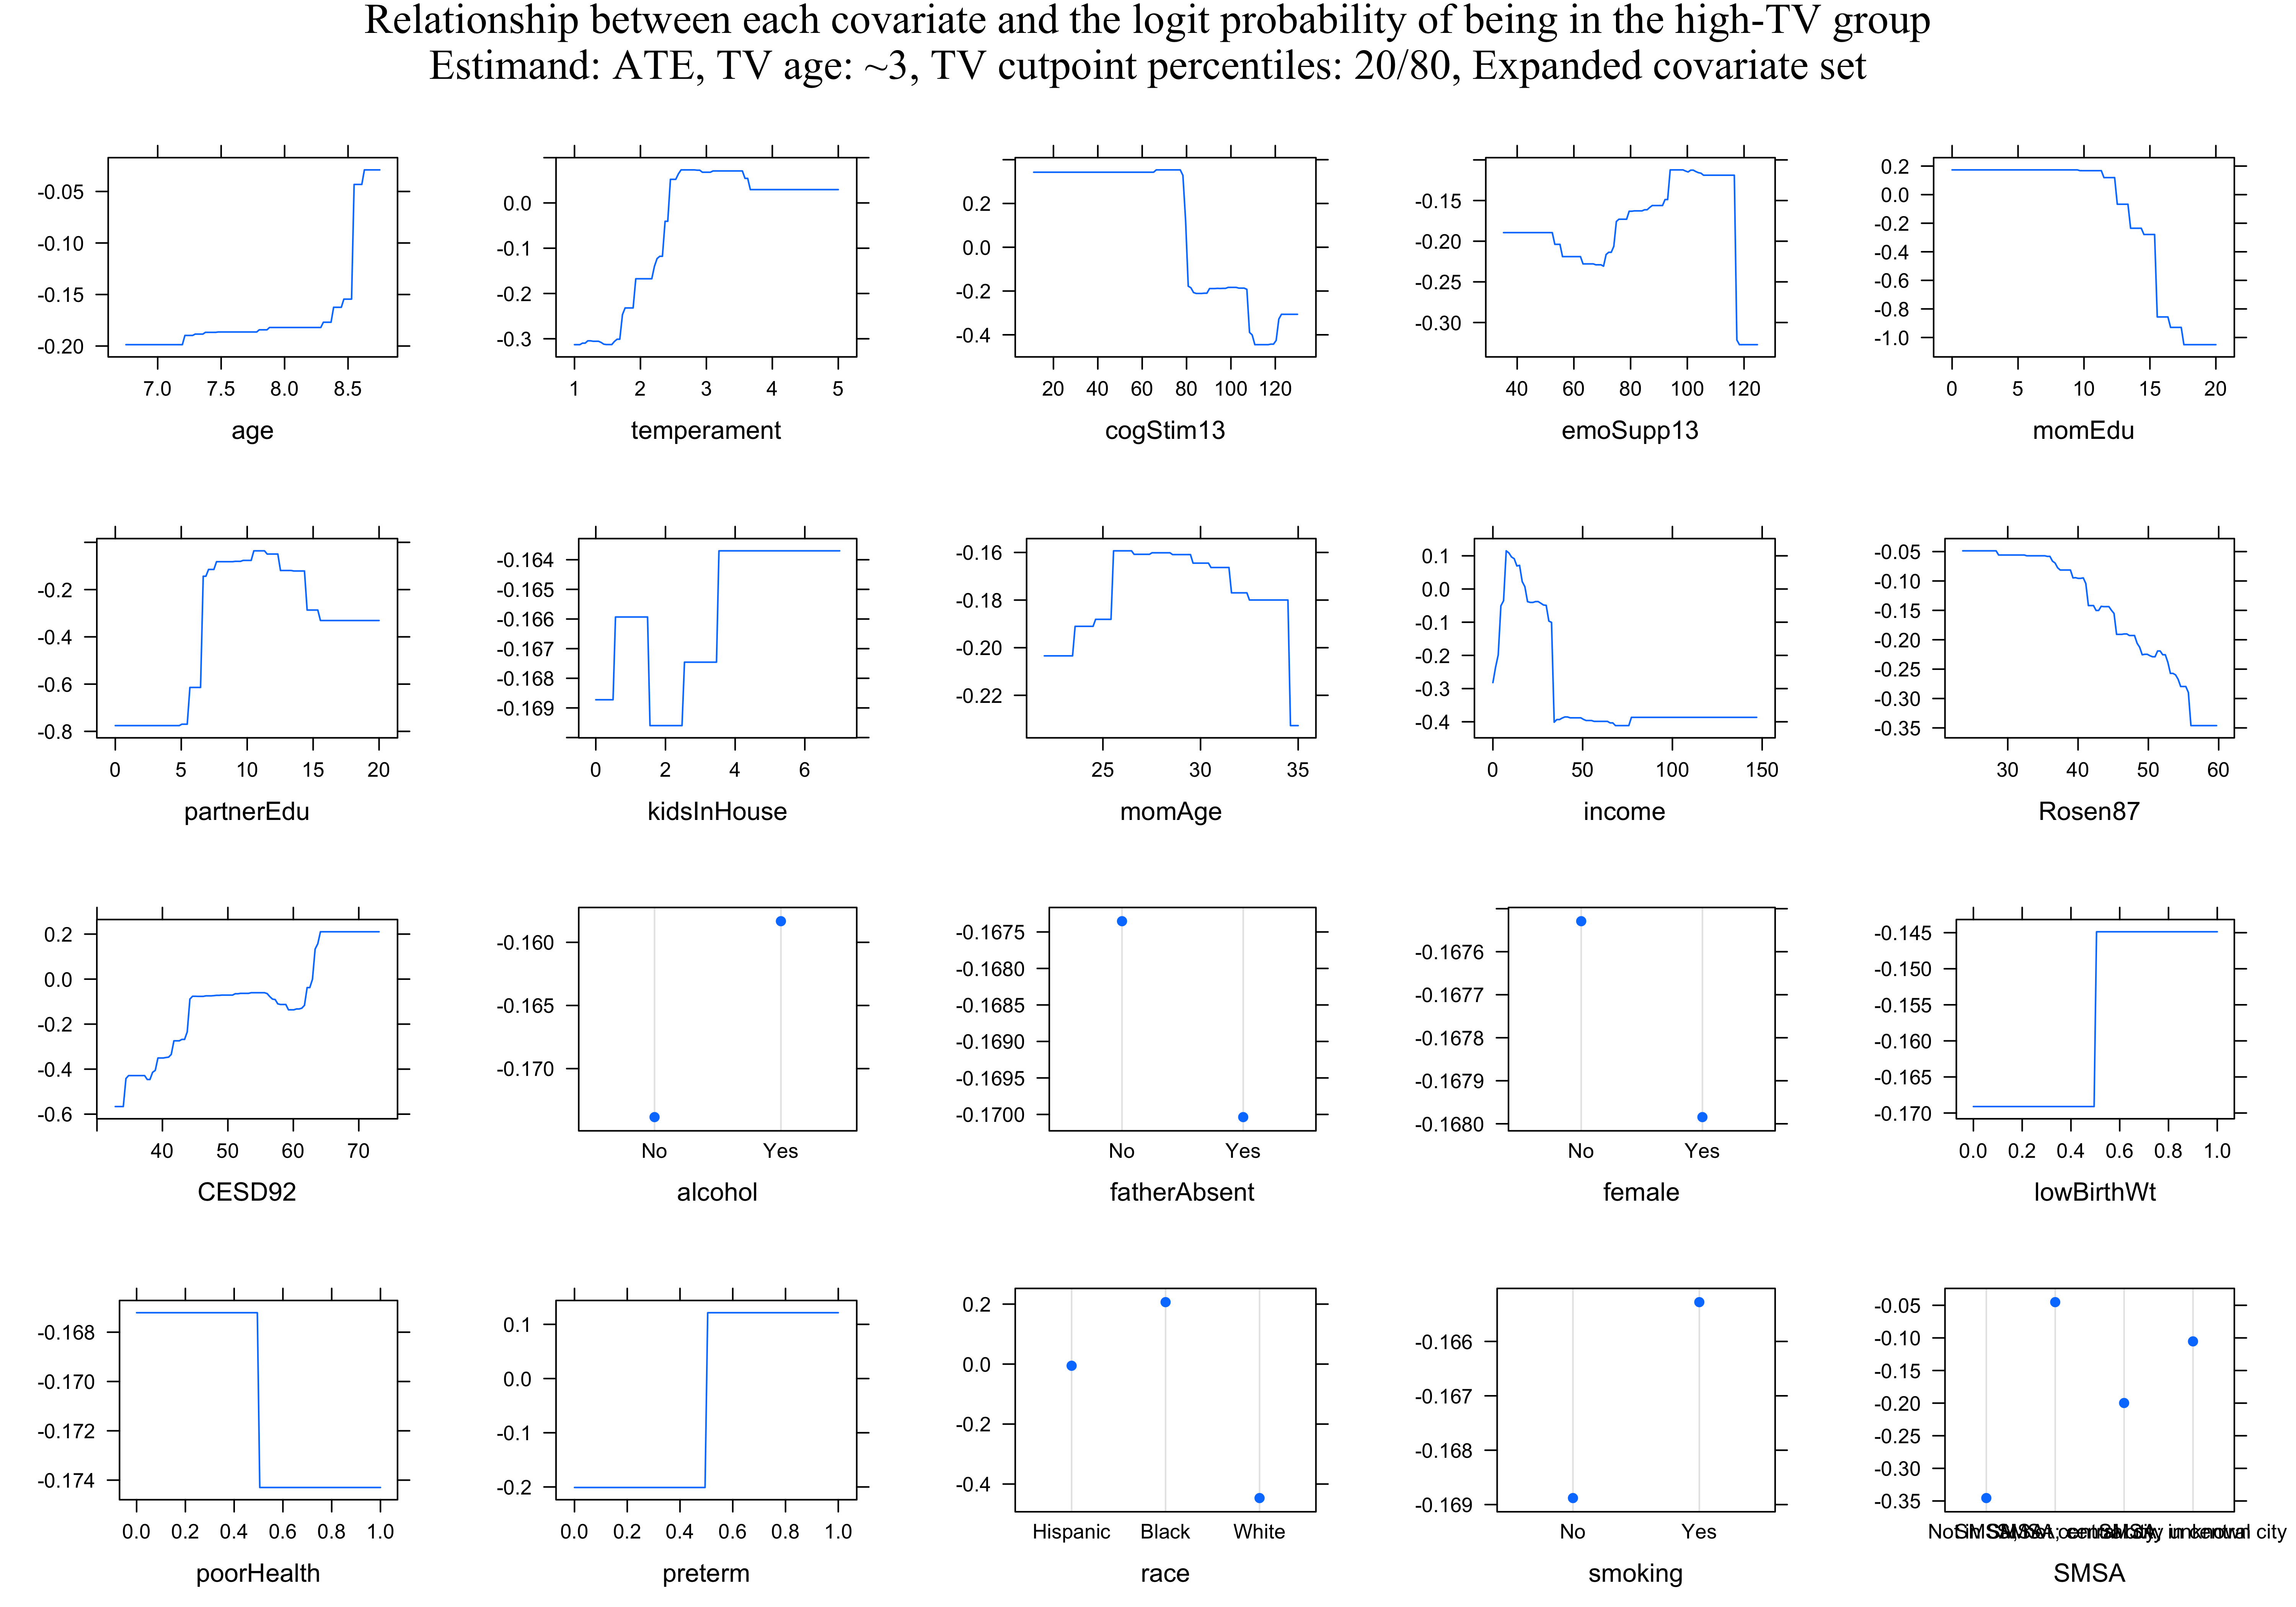 Relationship between each covariate and the logit probability of being in the high-TV group
Estimand: ATE, TV age: ~3, TV cutpoint percentiles: 20/80, Expanded covariate set
-0.05
-0.10
-0.15
-0.20
7.0 7.5 8.0 8.5
age
0.0
-0.1
-0.2
-0.3
1 2 3 4 5
temperament
0.2
0.0
-0.2
-0.4
20 40 60 80 100 120
cogStim13
-0.15
-0.20
-0.25
-0.30
40 60 80 100 120
emoSupp13
0.2
0.0
-0.2
-0.4
-0.6
-0.8
-1.0
0 5 10 15 20
momEdu
-0.2
-0.4
-0.6
-0.8
0 5 10 15 20
partnerEdu
-0.164
-0.165
-0.166
-0.167
-0.168
-0.169
0 2 4 6
kidsInHouse
-0.16
-0.18
-0.20
-0.22
25 30 35
momAge
0.1
0.0
-0.1
-0.2
-0.3
-0.4
0 50 100 150
income
-0.05
-0.10
-0.15
-0.20
-0.25
-0.30
-0.35
30 40 50 60
Rosen87
0.2
0.0
-0.2
-0.4
-0.6
40 50 60 70
CESD92
-0.160
-0.165
-0.170
No Yes
alcohol
-0.1675
-0.1680
-0.1685
-0.1690
-0.1695
-0.1700
No Yes
fatherAbsent
-0.1676
-0.1677
-0.1678
-0.1679
-0.1680
No Yes
female
-0.145
-0.150
-0.155
-0.160
-0.165
-0.170
0.0 0.2 0.4 0.6 0.8 1.0
lowBirthWt
-0.168
-0.170
-0.172
-0.174
0.0 0.2 0.4 0.6 0.8 1.0
poorHealth
0.1
0.0
-0.1
-0.2
0.0 0.2 0.4 0.6 0.8 1.0
preterm
0.2
0.0
-0.2
-0.4
Hispanic Black White
race
-0.166
-0.167
-0.168
-0.169
No Yes
smoking
-0.05
-0.10
-0.15
-0.20
-0.25
-0.30
-0.35
city
SMSA